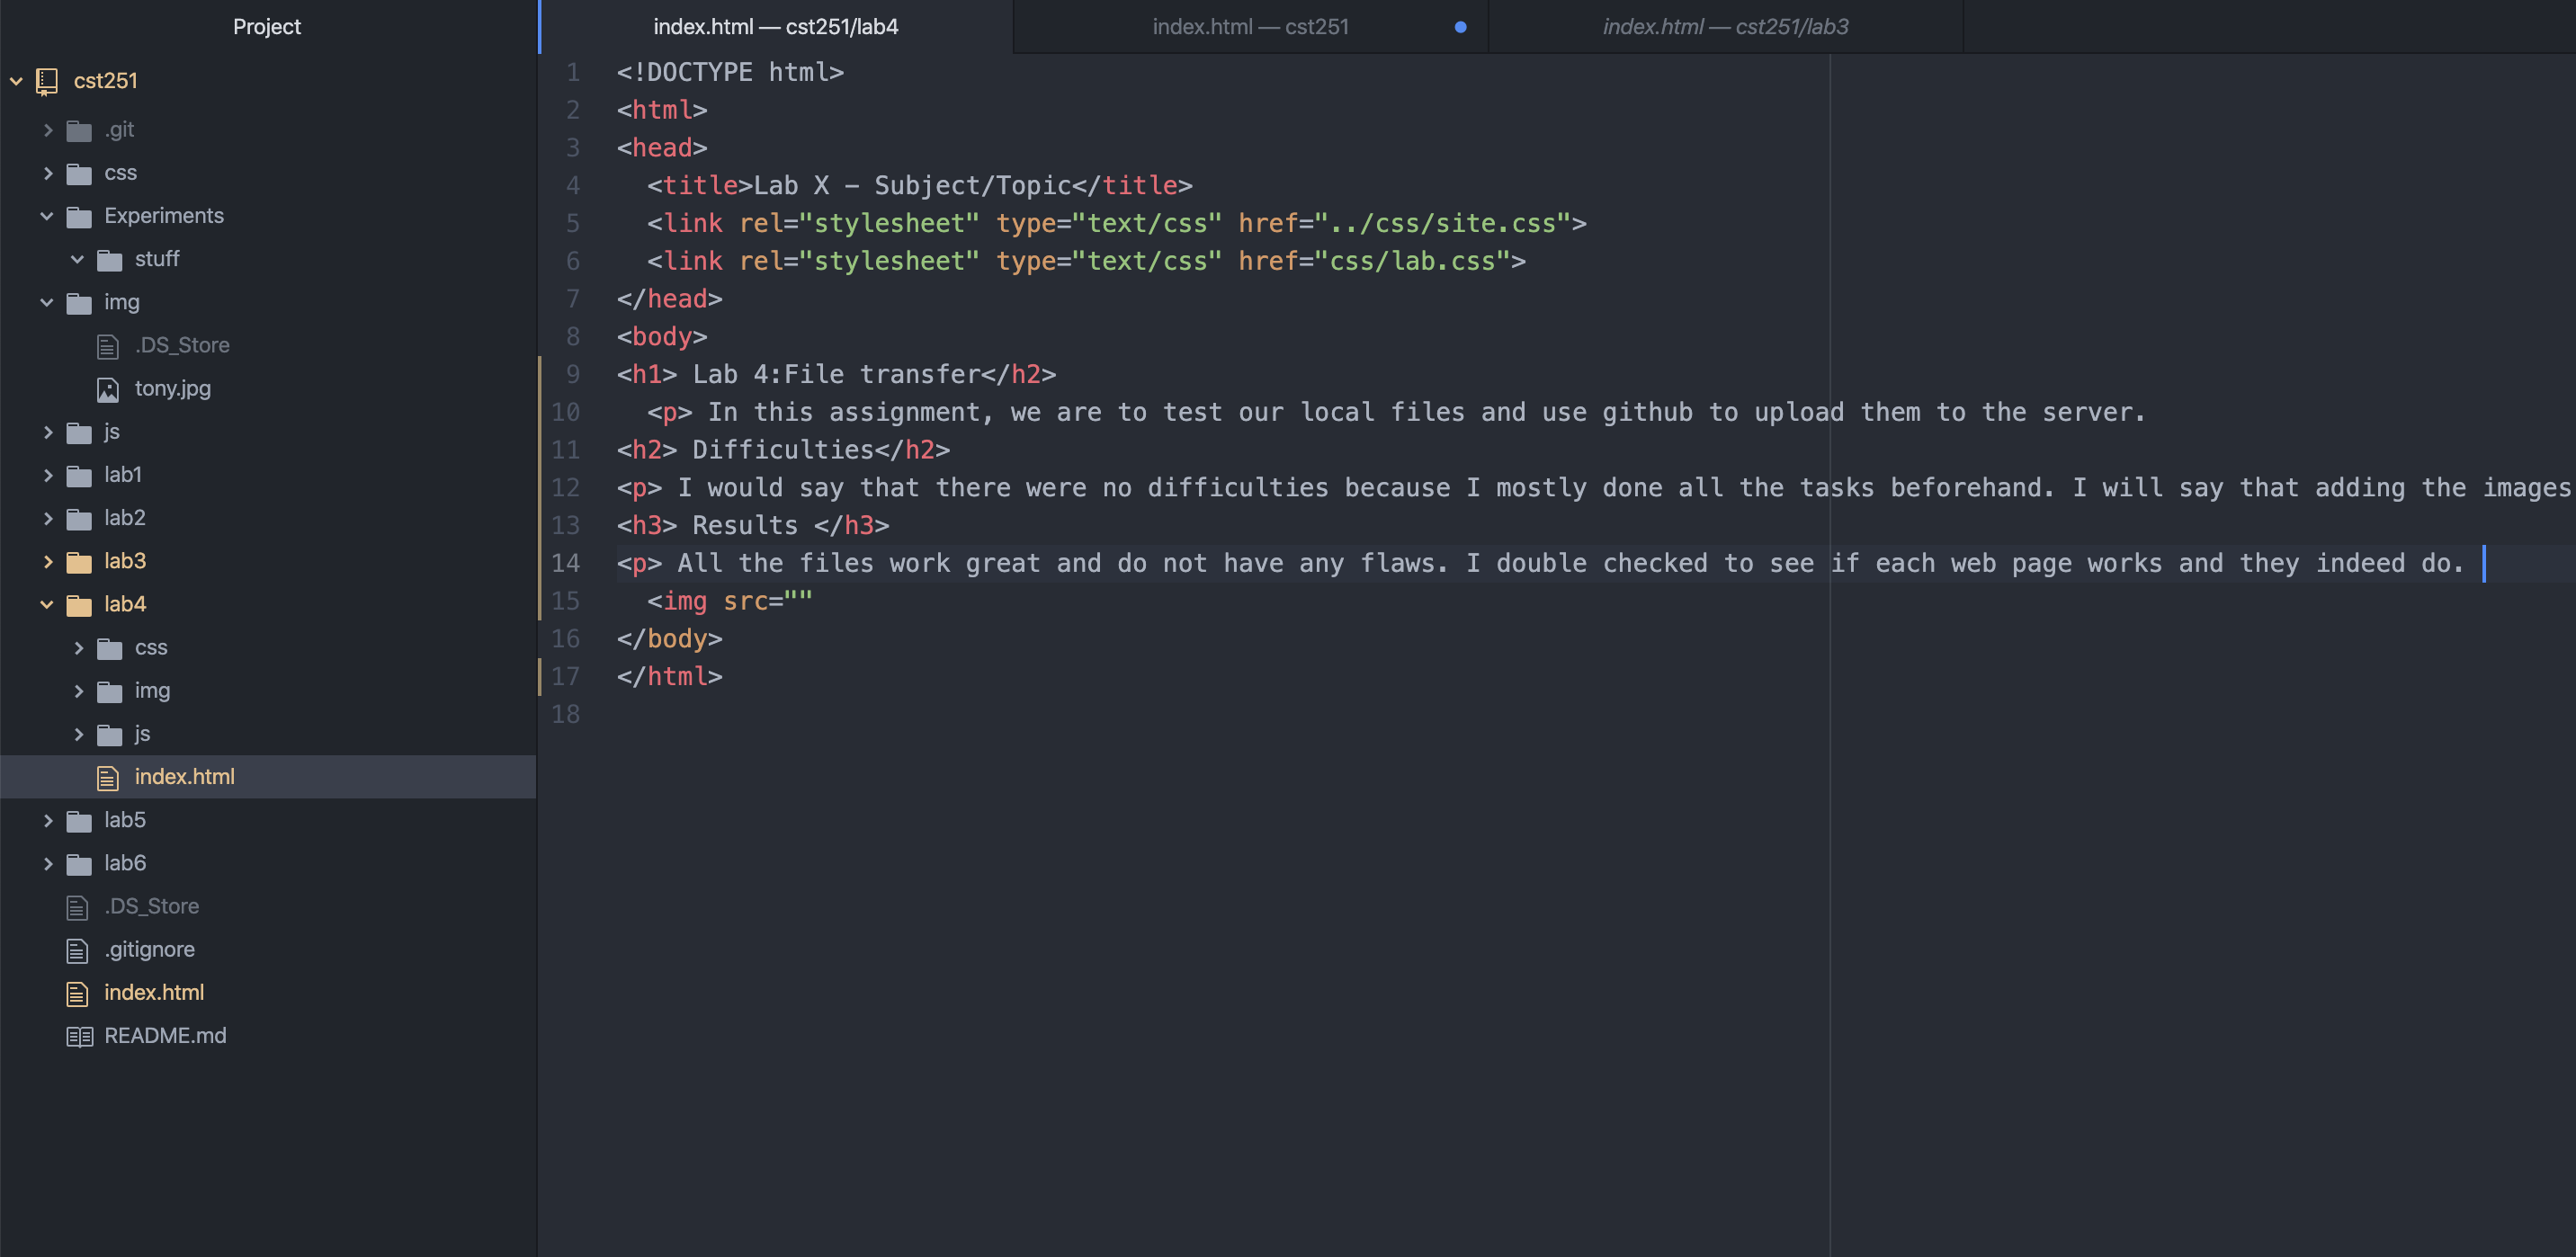 Project
cst251
.git
css
Experiments
stuff
img
.DS_Store
tony.jpg
js
lab1
lab2
lab3
lab4
css
img
js
index.html
lab5
lab6
.DS_Store
.gitignore
index.html
README.md
index.html — cst251/lab4
index.html — cst251
index.html — cst251/lab3
1 <!DOCTYPE html>
2 <html>
3 <head>
4 <title>Lab X – Subject/Topic</title>
5 <link rel="stylesheet" type="text/css" href="../css/site.css">
6 <link rel="stylesheet" type="text/css" href="css/lab.css">
7 </head>
8 <body>
9 <h1> Lab 4:File transfer</h2>
10 <p> In this assignment, we are to test our local files and use github to upload them to the server.
11 <h2> Difficulties</h2>
12 <p> I would say that there were no difficulties because I mostly done all the tasks beforehand. I will say that adding the images
13 <h3> Results </h3>
14 <p> All the files work great and do not have any flaws. I double checked to see if each web page works and they indeed do.
15 <img src=""
16 </body>
17 </html>
18